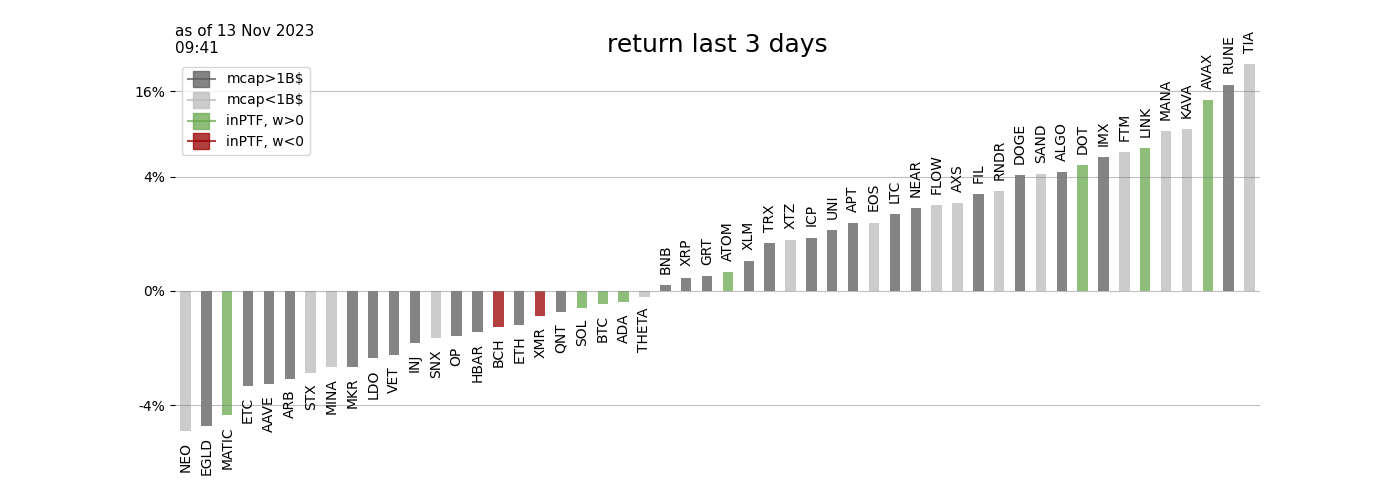 as of 13 Nov 2023
09:41
return last 3 days
mcap>1B$
mcap<1B$
inPTF, w>0
inPTF, w<0
16%
4%
0%
-4%
NEO
EGLD
MATIC
ETC
AAVE
ARB
STX
MINA
MKR
LDO
VET
INJ
SNX
OP
HBAR
BCH
ETH
XMR
QNT
SOL
BTC
ADA
THETA
BNB
XRP
GRT
ATOM
XLM
TRX
XTZ
ICP
UNI
APT
EOS
LTC
NEAR
FLOW
AXS
FIL
RNDR
DOGE
SAND
ALGO
DOT
IMX
FTM
LINK
MANA
KAVA
AVAX
RUNE
TIA